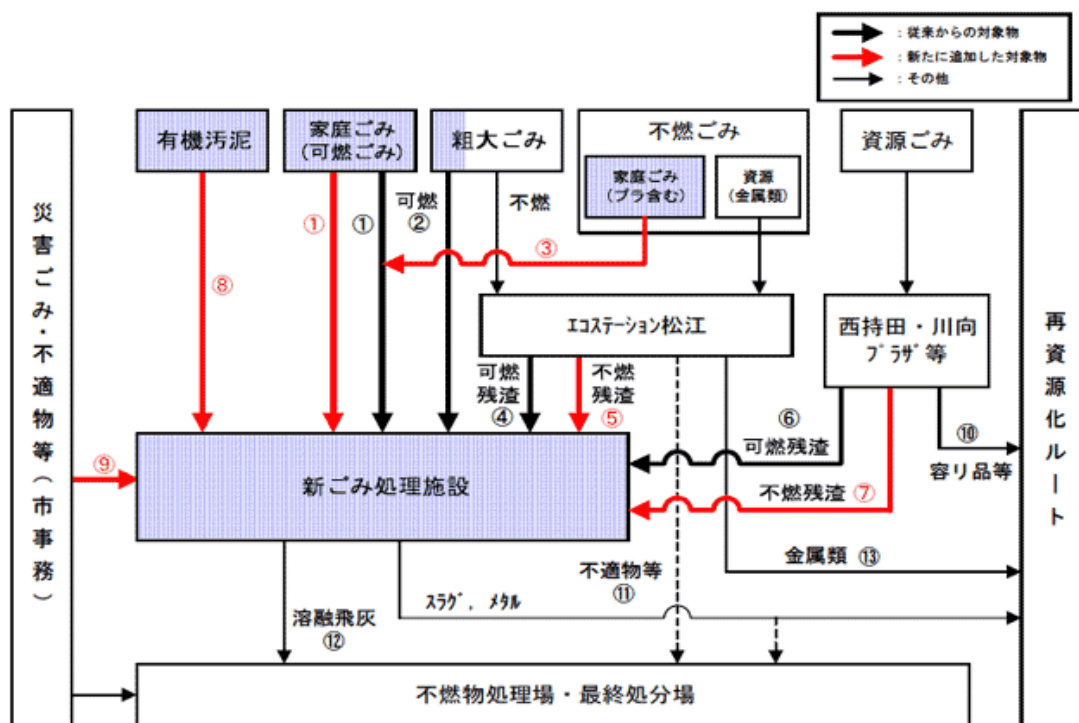 ：従来からの対象物
：新たに追加した対象物
：その他
有機汚泥
家庭ごみ
(可燃ごみ)
粗大ごみ
不燃ごみ
家庭ごみ
(プラ含む)
資源
(金属類)
資源ごみ
災害ごみ・不適物等（市事務）
再資源化ルート
①
①
可燃
②
不燃
③
⑧
ｴｺｽﾃｰｼｮﾝ松江
西持田・川向
ﾌﾟﾗｻﾞ等
可燃
残渣
④
不燃
残渣
⑤
⑥
可燃残渣
⑩
容リ品等
⑨
新ごみ処理施設
不燃残渣 ⑦
金属類 ⑬
不適物等
⑪
ｽﾗｸﾞ，ﾒﾀﾙ
溶融飛灰
⑫
不燃物処理場・最終処分場